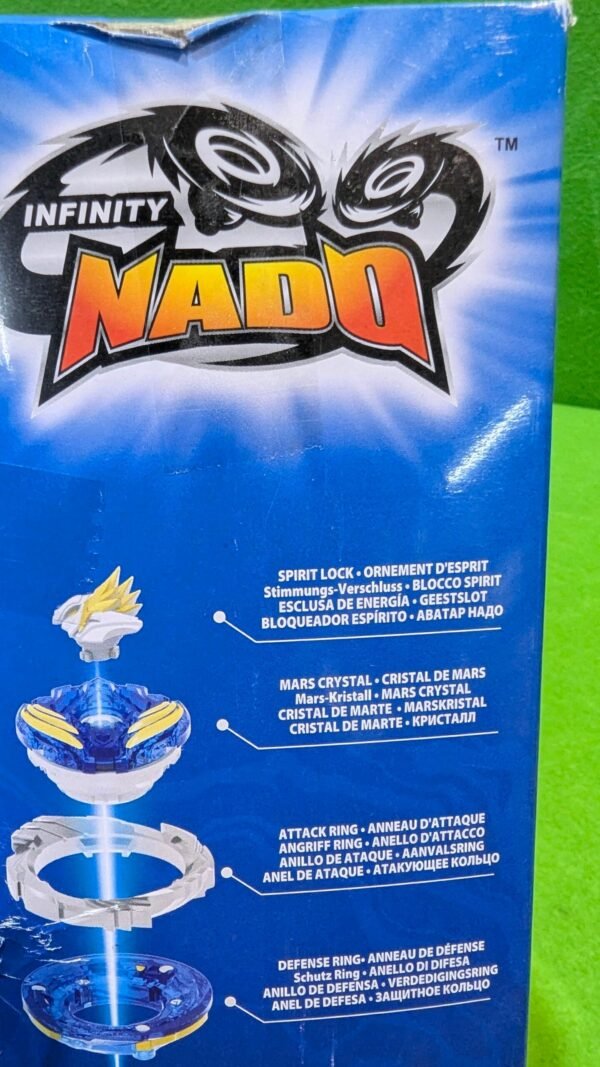 TM
INFINITY
NADO
SPIRIT LOCK • ORNEMENT D'ESPRIT
Stimmungs-Verschluss • BLOCCO SPIRIT
ESCLUSA DE ENERGÍA • GEESTSLOT
BLOQUEADOR ESPÍRITO • АВАТАР НАДО
MARS CRYSTAL • CRISTAL DE MARS
Mars-Kristall • MARS CRYSTAL
CRISTAL DE MARTE • MARSKRISTAL
CRISTAL DE MARTE • КРИСТАЛЛ
ATTACK RING • ANNEAU D'ATTAQUE
ANGRIFF RING • ANELLO D'ATTACCO
ANILLO DE ATAQUE • AANVALSRING
ANEL DE ATAQUE • АТАКУЮЩЕЕ КОЛЬЦО
DEFENSE RING• ANNEAU DE DÉFENSE
Schutz Ring • ANELLO DI DIFESA
ANILLO DE DEFENSA • VERDEDIGINGSRING
ANEL DE DEFESA • ЗАЩИТНОЕ КОЛЬЦО